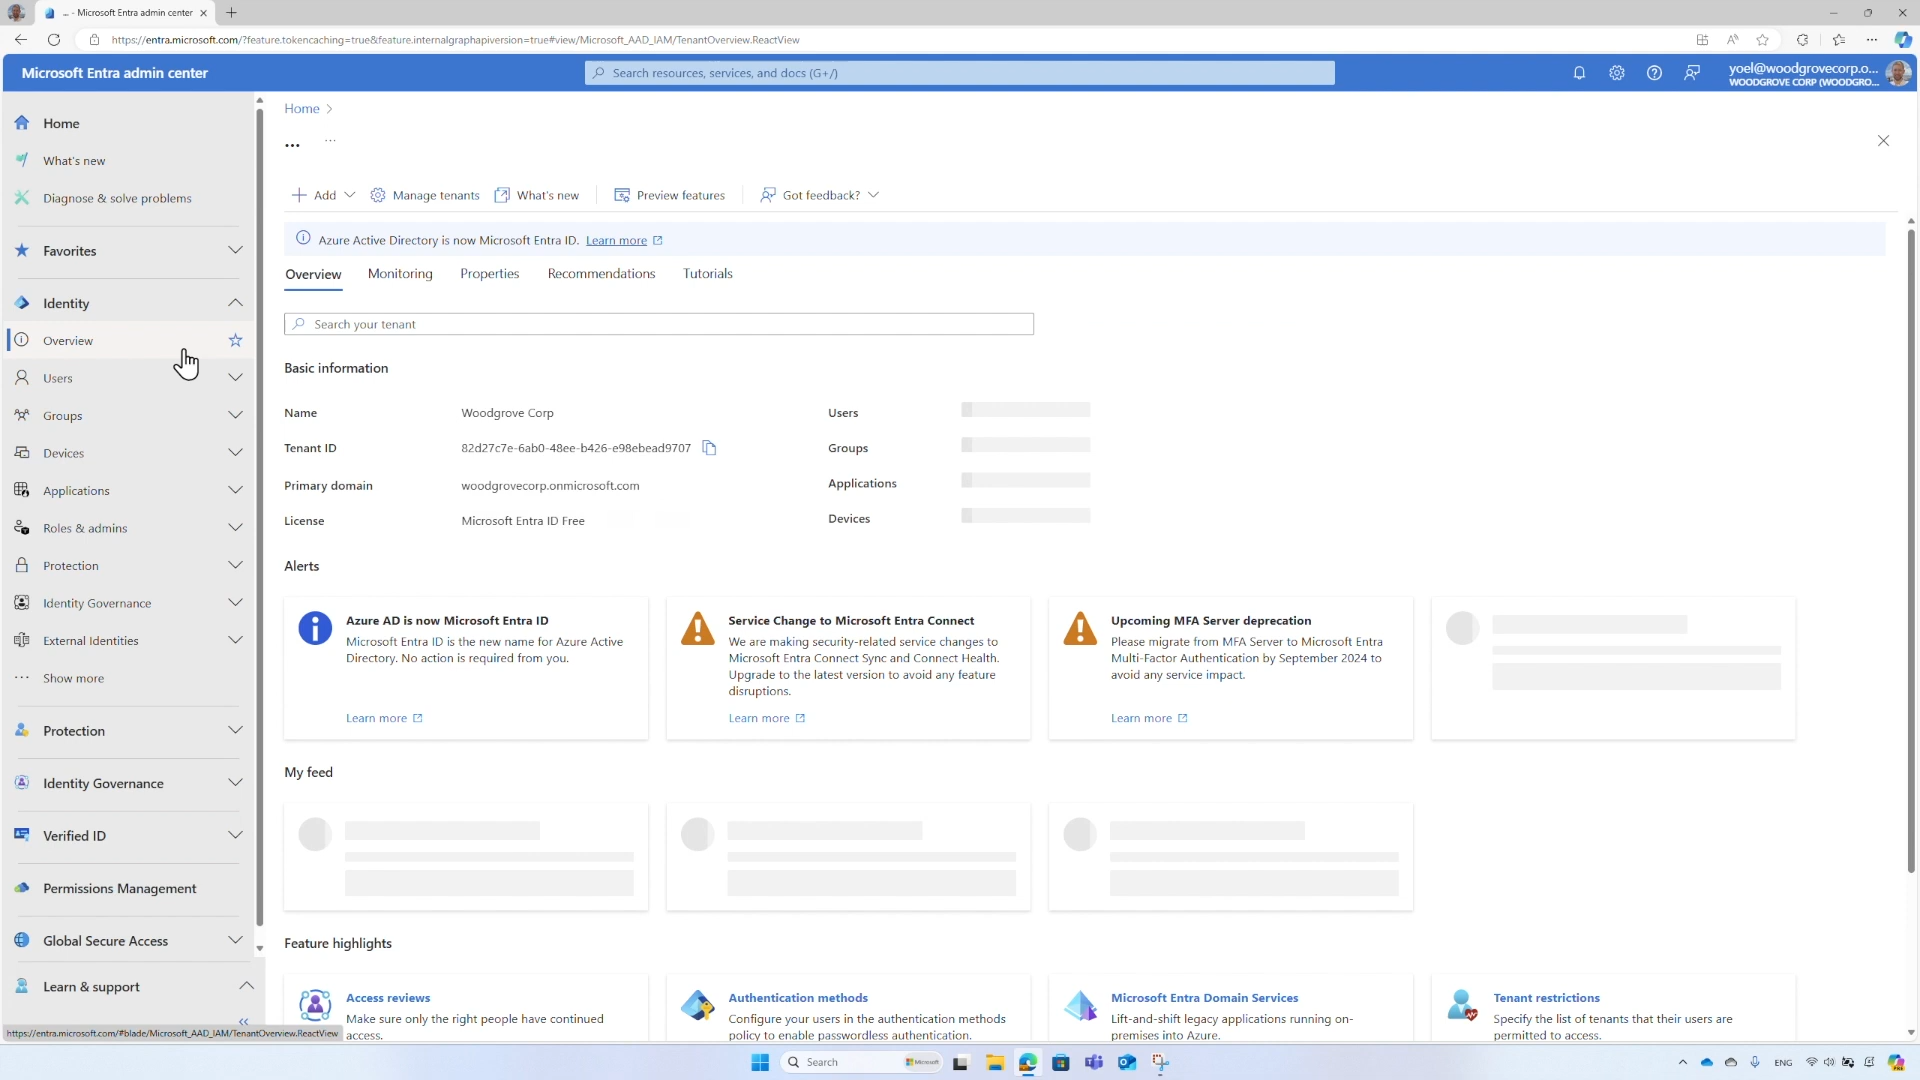 ... - Microsoft Entra admin center
https://entra.microsoft.com/?feature.tokencaching=true&feature.internalgraphapiversion=true#view/Microsoft_AAD_IAM/TenantOverview.ReactView
Microsoft Entra admin center
Search resources, services, and docs (G+/)
yoel@woodgrovecorp.o...
WOODGROVE CORP (WOODGRO...
Home
What's new
Diagnose & solve problems
Favorites
Identity
Overview
Users
Groups
Devices
Applications
Roles & admins
Protection
Identity Governance
External Identities
Show more
Protection
Identity Governance
Verified ID
Permissions Management
Global Secure Access
Learn & support
https://entra.microsoft.com/#blade/Microsoft_AAD_IAM/TenantOverview.ReactView
Home
...
Add
Manage tenants
What's new
Preview features
Got feedback?
Azure Active Directory is now Microsoft Entra ID. Learn more
Overview
Monitoring
Properties
Recommendations
Tutorials
Search your tenant
Basic information
Name
Woodgrove Corp
Users
Tenant ID
82d27c7e-6ab0-48ee-b426-e98ebead9707
Groups
Primary domain
woodgrovecorp.onmicrosoft.com
Applications
License
Microsoft Entra ID Free
Devices
Alerts
Azure AD is now Microsoft Entra ID
Microsoft Entra ID is the new name for Azure Active
Directory. No action is required from you.
Learn more
Service Change to Microsoft Entra Connect
We are making security-related service changes to
Microsoft Entra Connect Sync and Connect Health.
Upgrade to the latest version to avoid any feature
disruptions.
Learn more
Upcoming MFA Server deprecation
Please migrate from MFA Server to Microsoft Entra
Multi-Factor Authentication by September 2024 to
avoid any service impact.
Learn more
My feed
Feature highlights
Access reviews
Make sure only the right people have continued
access.
Authentication methods
Configure your users in the authentication methods
policy to enable passwordless authentication.
Microsoft Entra Domain Services
Lift-and-shift legacy applications running on-
premises into Azure.
Tenant restrictions
Specify the list of tenants that their users are
permitted to access.
Search
Microsoft
ENG